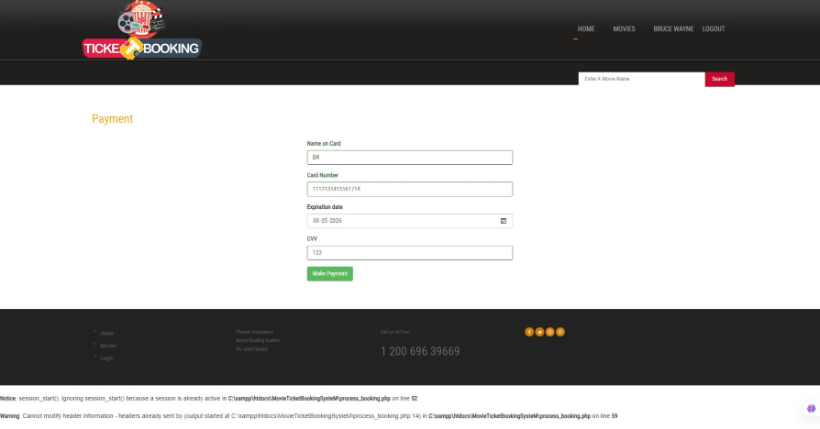 TICKE BOOKING
HOME MOVIES BRUCE WAYNE LOGOUT
Enter A Movie Name Search
Payment
Name on Card
BR
Card Number
1112131415161718
Expiration date
09-05-2026
CVV
123
Make Payment
Home
Movies
Login
Theatre Assistance
Movie Booking System
Call us toll free
1 200 696 39669
Notice: session_start(): Ignoring session_start() because a session is already active in C:\xampp\htdocs\MovieTicketBookingSysteM\process_booking.php on line 52
Warning: Cannot modify header information - headers already sent by (output started at C:\xampp\htdocs\MovieTicketBookingSysteM\process_booking.php:14) in C:\xampp\htdocs\MovieTicketBookingSysteM\process_booking.php on line 59